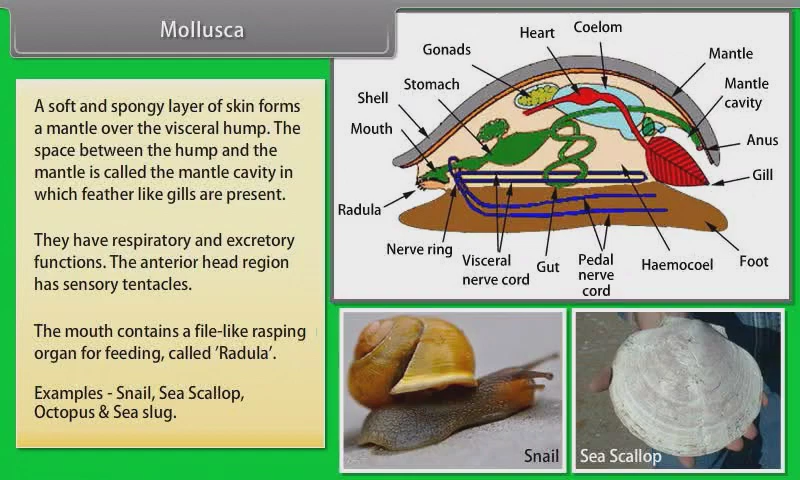 Mollusca
A soft and spongy layer of skin forms
a mantle over the visceral hump. The
space between the hump and the
mantle is called the mantle cavity in
which feather like gills are present.
They have respiratory and excretory
functions. The anterior head region
has sensory tentacles.
The mouth contains a file-like rasping
organ for feeding, called ’Radula’.
Examples - Snail, Sea Scallop,
Octopus & Sea slug.
Heart
Coelom
Gonads
Mantle
Stomach
Mantle
cavity
Shell
Mouth
Anus
Gill
Radula
Nerve ring
Visceral
nerve cord
Gut
Pedal
nerve
cord
Haemocoel
Foot
Snail
Sea Scallop